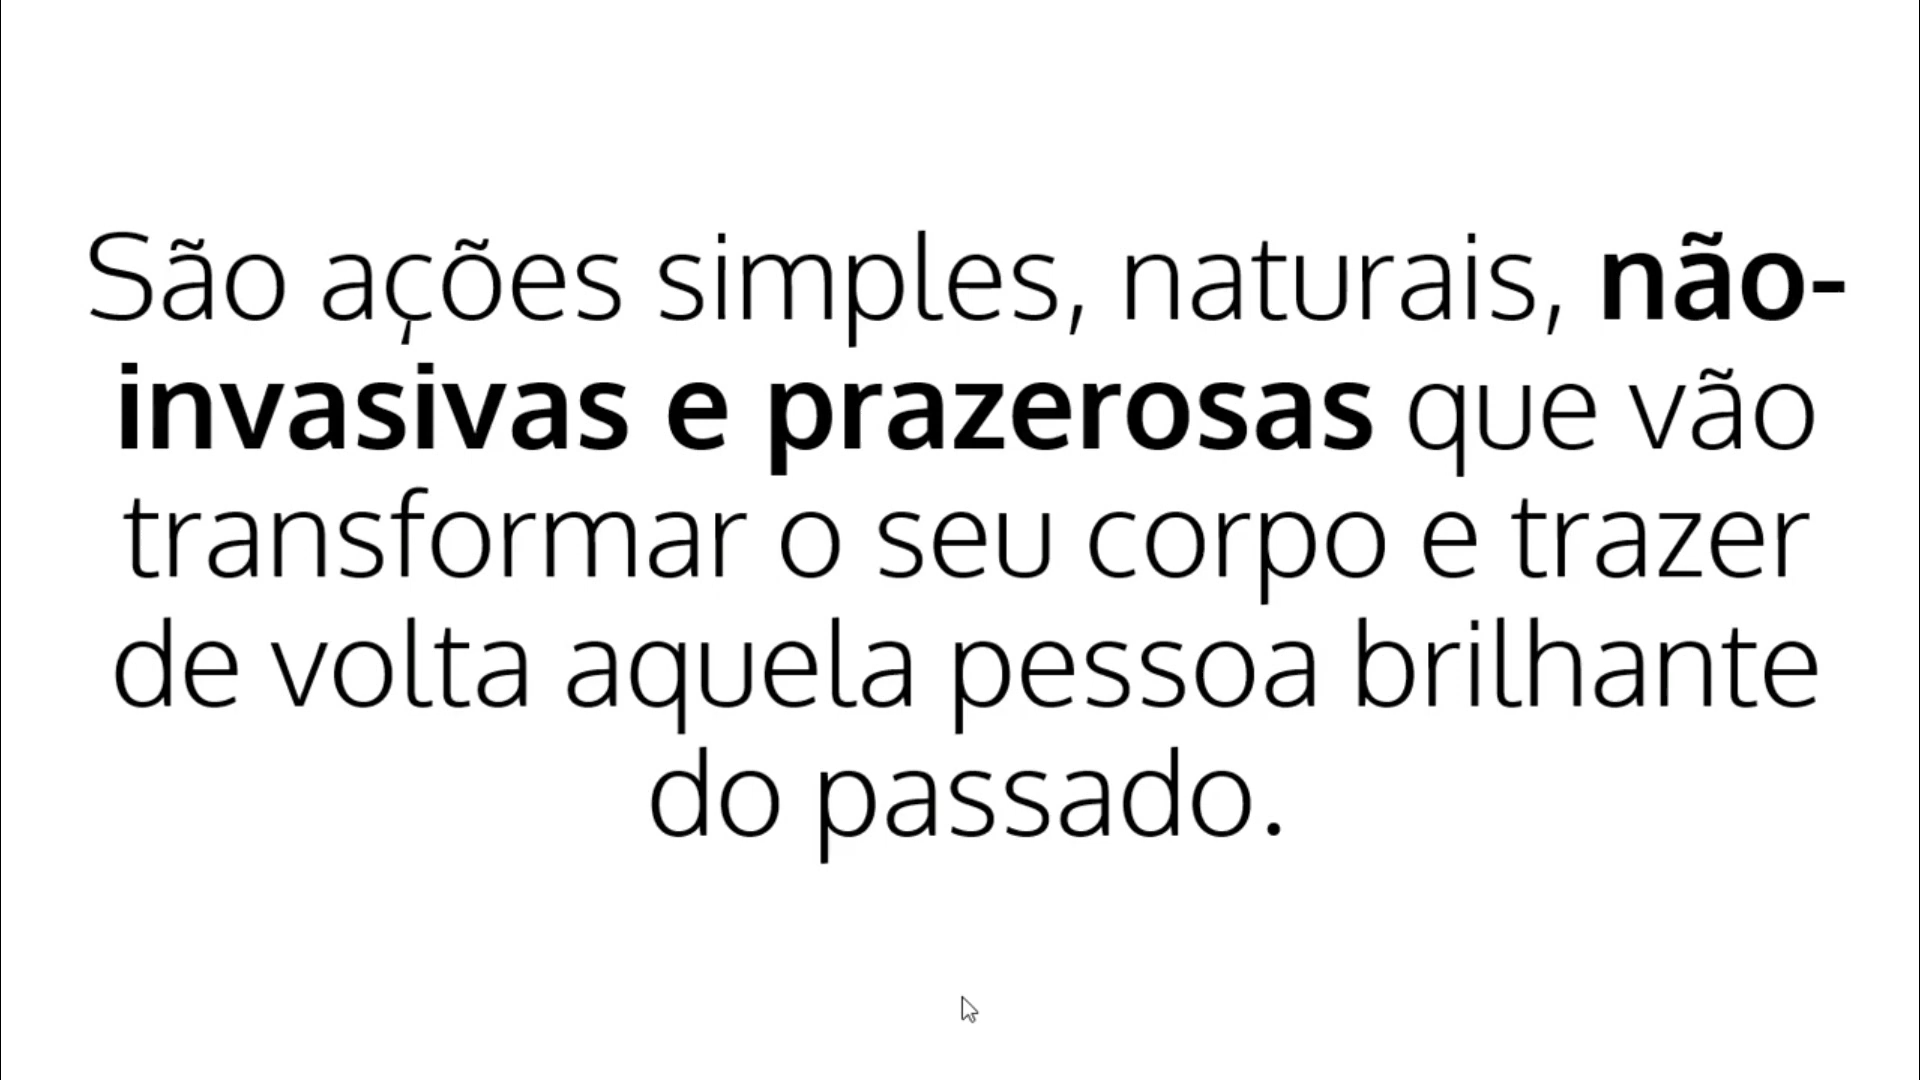 São ações simples, naturais, não-
invasivas e prazerosas que vão
transformar o seu corpo e trazer
de volta aquela pessoa brilhante
do passado.